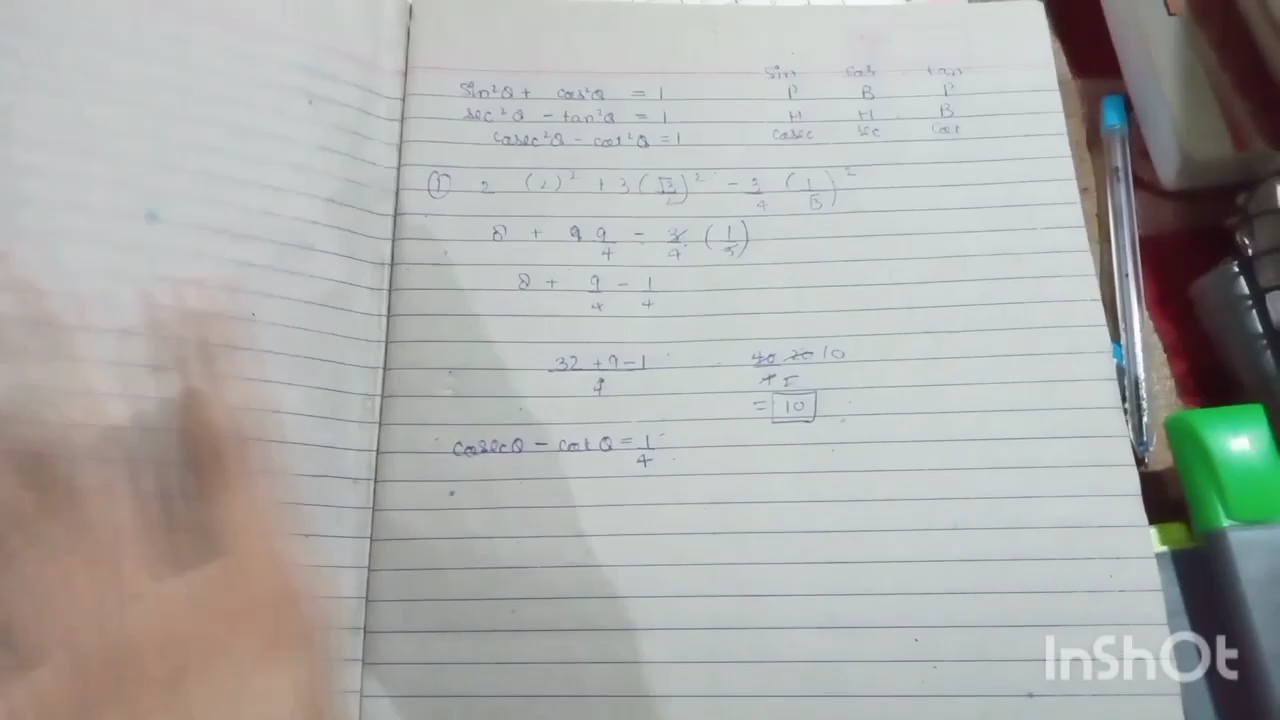 sin cos tan
sin²θ + cos²θ = 1 P B P
sec²θ - tan²θ = 1 H H B
cosec²θ - cot²θ = 1 cosec sec cot
① 2 (2)² + 3 (√3/2)² - 3/4 (1/√3)²
8 + 9/4 - 3/4 (1/3)
8 + 9/4 - 1/4
32 + 9 - 1 / 4 40 20 10
= 10
cosecθ - cotθ = 1/4
InShOt